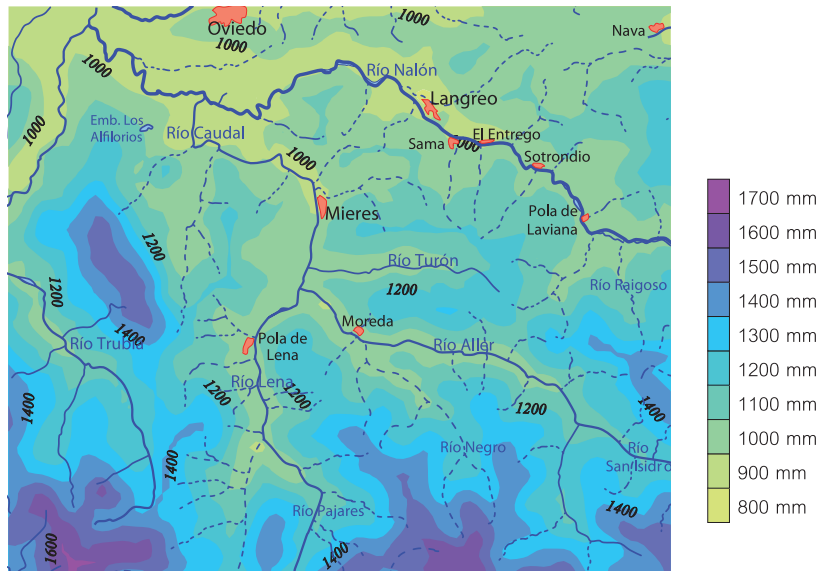 1000
Oviedo
1000
Nava
1000
Río Nalón
Langreo
Emb. Los
Alfilorios
1000
Río Caudal
Sama
El Entrego
1000
1000
Sotrondio
Mieres
Pola de
Laviana
1200
Río Turón
1200
1200
Río Raigoso
Moreda
1400
Río Trubia
Pola de
Lena
Río Aller
1200
Río Lena
1200
1400
1200
1400
1400
Río Negro
Río
San Isidro
1400
Río Pajares
1600
1400
1700 mm
1600 mm
1500 mm
1400 mm
1300 mm
1200 mm
1100 mm
1000 mm
900 mm
800 mm